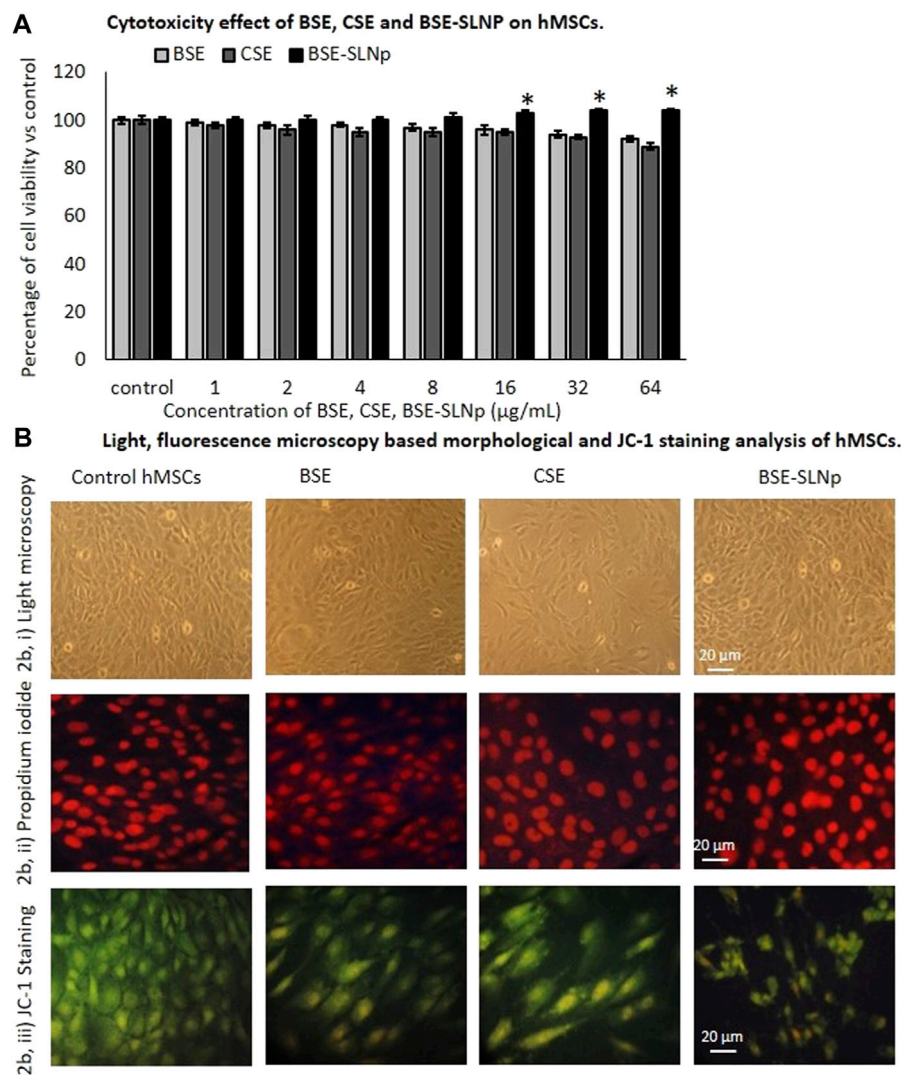 A
Cytotoxicity effect of BSE, CSE and BSE-SLNP on hMSCs.
BSE CSE BSE-SLNp
Percentage of cell viability vs control
120
100
80
60
40
20
0
* * *
control 1 2 4 8 16 32 64
Concentration of BSE, CSE, BSE-SLNp (µg/mL)
B
Light, fluorescence microscopy based morphological and JC-1 staining analysis of hMSCs.
Control hMSCs BSE CSE BSE-SLNp
2b, i) Light microscopy
20 µm
2b, ii) Propidium iodide
20 µm
2b, iii) JC-1 Staining
20 µm